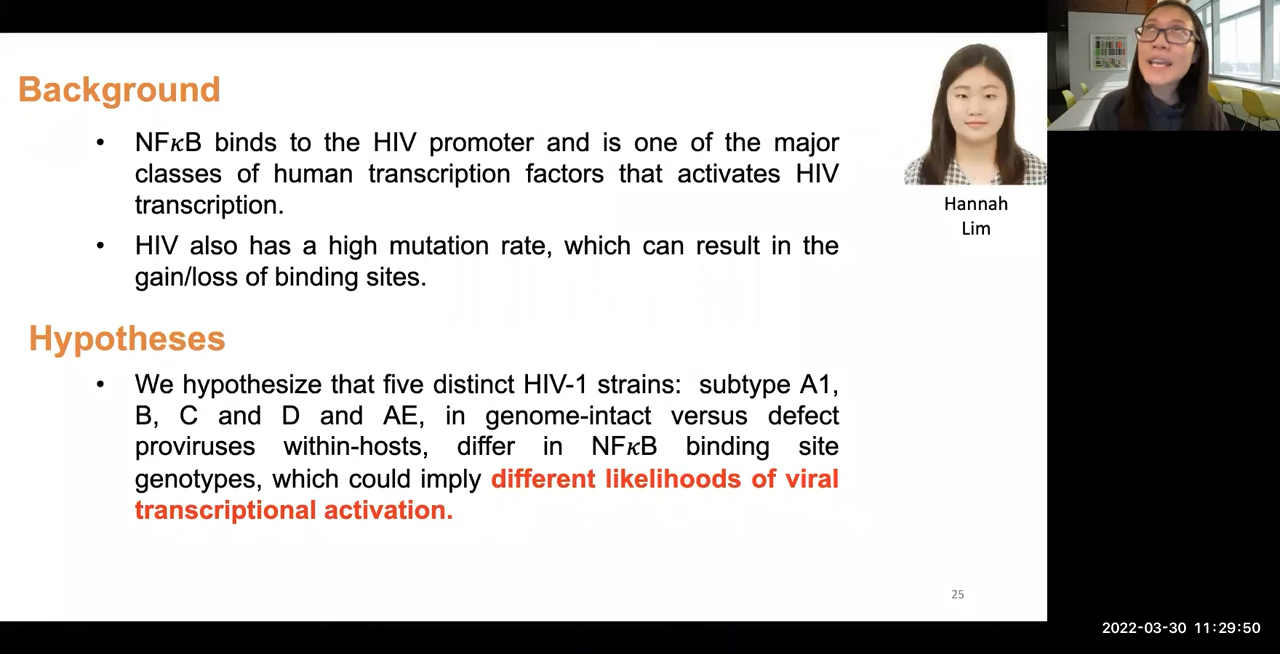 Background
• NFκB binds to the HIV promoter and is one of the major
classes of human transcription factors that activates HIV
transcription.
• HIV also has a high mutation rate, which can result in the
gain/loss of binding sites.
Hypotheses
• We hypothesize that five distinct HIV-1 strains: subtype A1,
B, C and D and AE, in genome-intact versus defect
proviruses within-hosts, differ in NFκB binding site
genotypes, which could imply different likelihoods of viral
transcriptional activation.
Hannah
Lim
25
2022-03-30 11:29:50